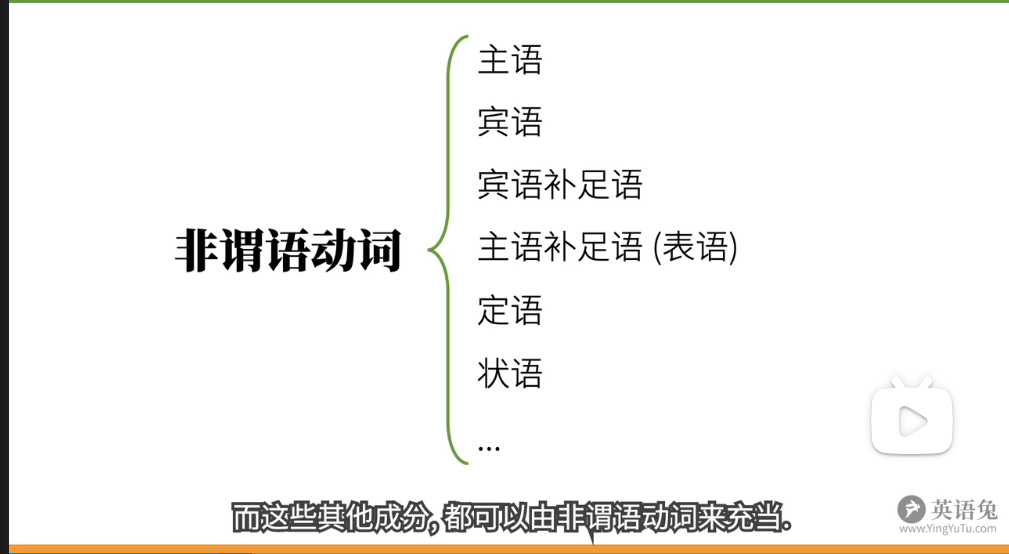 主语
宾语
宾语补足语
非谓语动词
主语补足语 (表语)
定语
状语
...
而这些其他成分, 都可以由非谓语动词来充当.
英语兔
www.YingYuTu.com